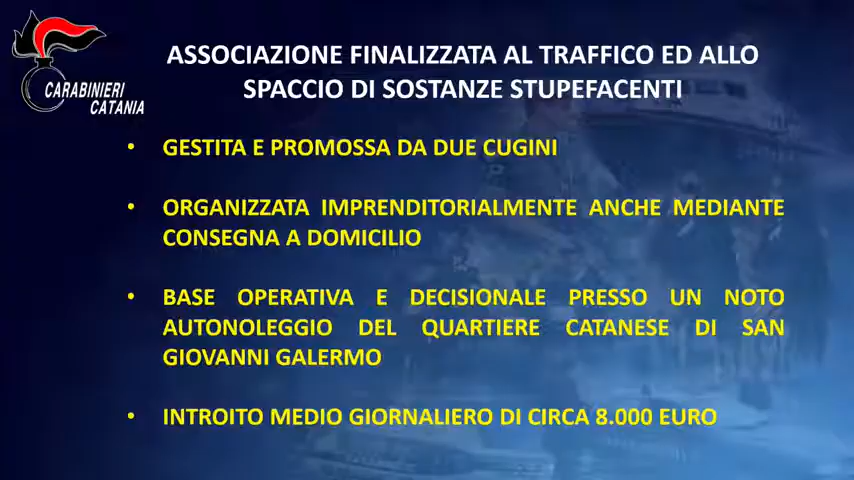 CARABINIERI
CATANIA
ASSOCIAZIONE FINALIZZATA AL TRAFFICO ED ALLO
SPACCIO DI SOSTANZE STUPEFACENTI
• GESTITA E PROMOSSA DA DUE CUGINI
• ORGANIZZATA IMPRENDITORIALMENTE ANCHE MEDIANTE
CONSEGNA A DOMICILIO
• BASE OPERATIVA E DECISIONALE PRESSO UN NOTO
AUTONOLEGGIO DEL QUARTIERE CATANESE DI SAN
GIOVANNI GALERMO
• INTROITO MEDIO GIORNALIERO DI CIRCA 8.000 EURO